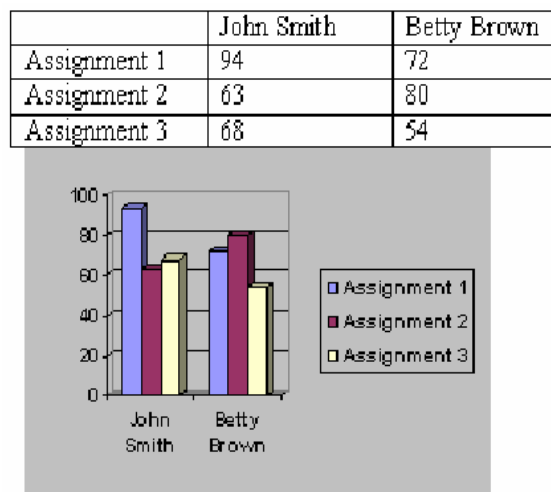 John Smith Betty Brown
Assignment 1 94 72
Assignment 2 63 80
Assignment 3 68 54
100
80
60
40
20
0
Assignment 1
Assignment 2
Assignment 3
John Betty
Smith Brown